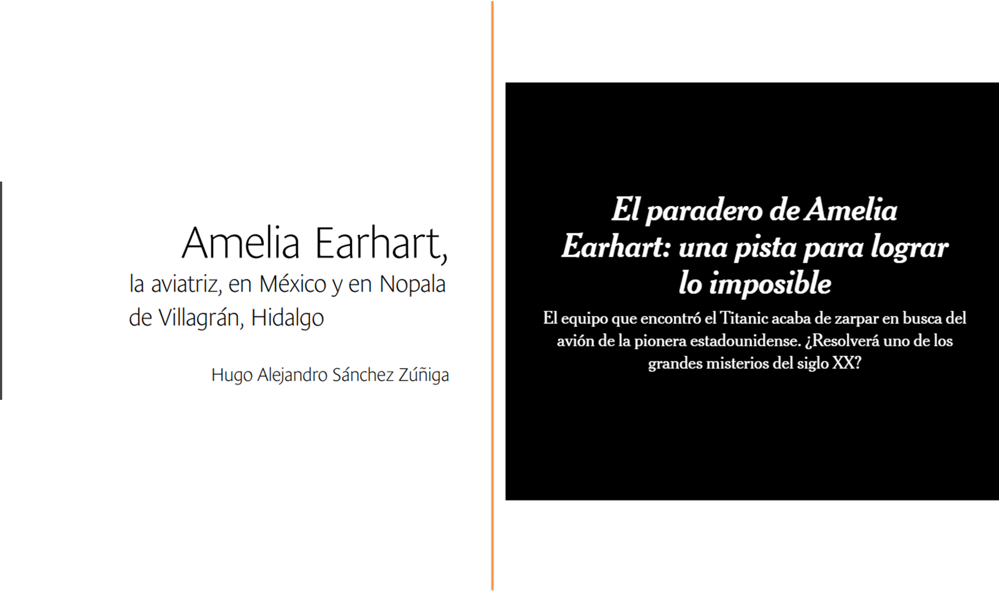 Amelia Earhart,
la aviatriz, en México y en Nopala
de Villagrán, Hidalgo
Hugo Alejandro Sánchez Zúñiga
El paradero de Amelia
Earhart: una pista para lograr
lo imposible
El equipo que encontró el Titanic acaba de zarpar en busca del
avión de la pionera estadounidense. ¿Resolverá uno de los
grandes misterios del siglo XX?